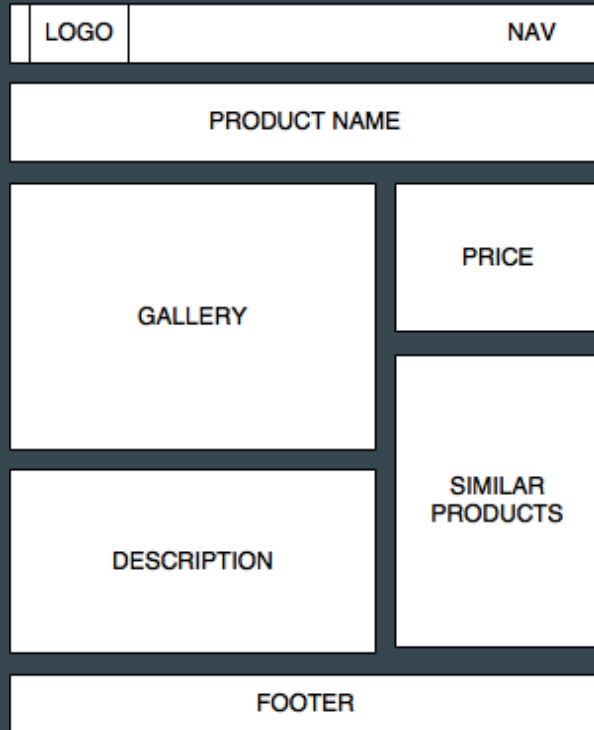 LOGO
NAV
PRODUCT NAME
GALLERY
PRICE
SIMILAR
PRODUCTS
DESCRIPTION
FOOTER